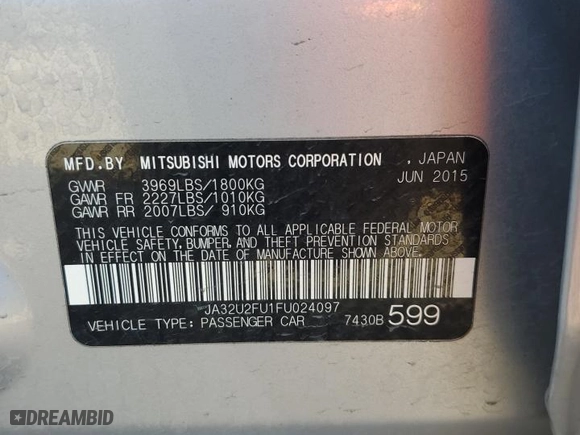 MFD.BY MITSUBISHI MOTORS CORPORATION , JAPAN
JUN 2015
GVWR 3969LBS/1800KG
GAWR FR 2227LBS/1010KG
GAWR RR 2007LBS/ 910KG
THIS VEHICLE CONFORMS TO ALL APPLICABLE FEDERAL MOTOR
VEHICLE SAFETY, BUMPER, AND THEFT PREVENTION STANDARDS
IN EFFECT ON THE DATE OF MANUFACTURE SHOWN ABOVE.
JA32U2FU1FU024097
VEHICLE TYPE: PASSENGER CAR 7430B 599
DREAMBID